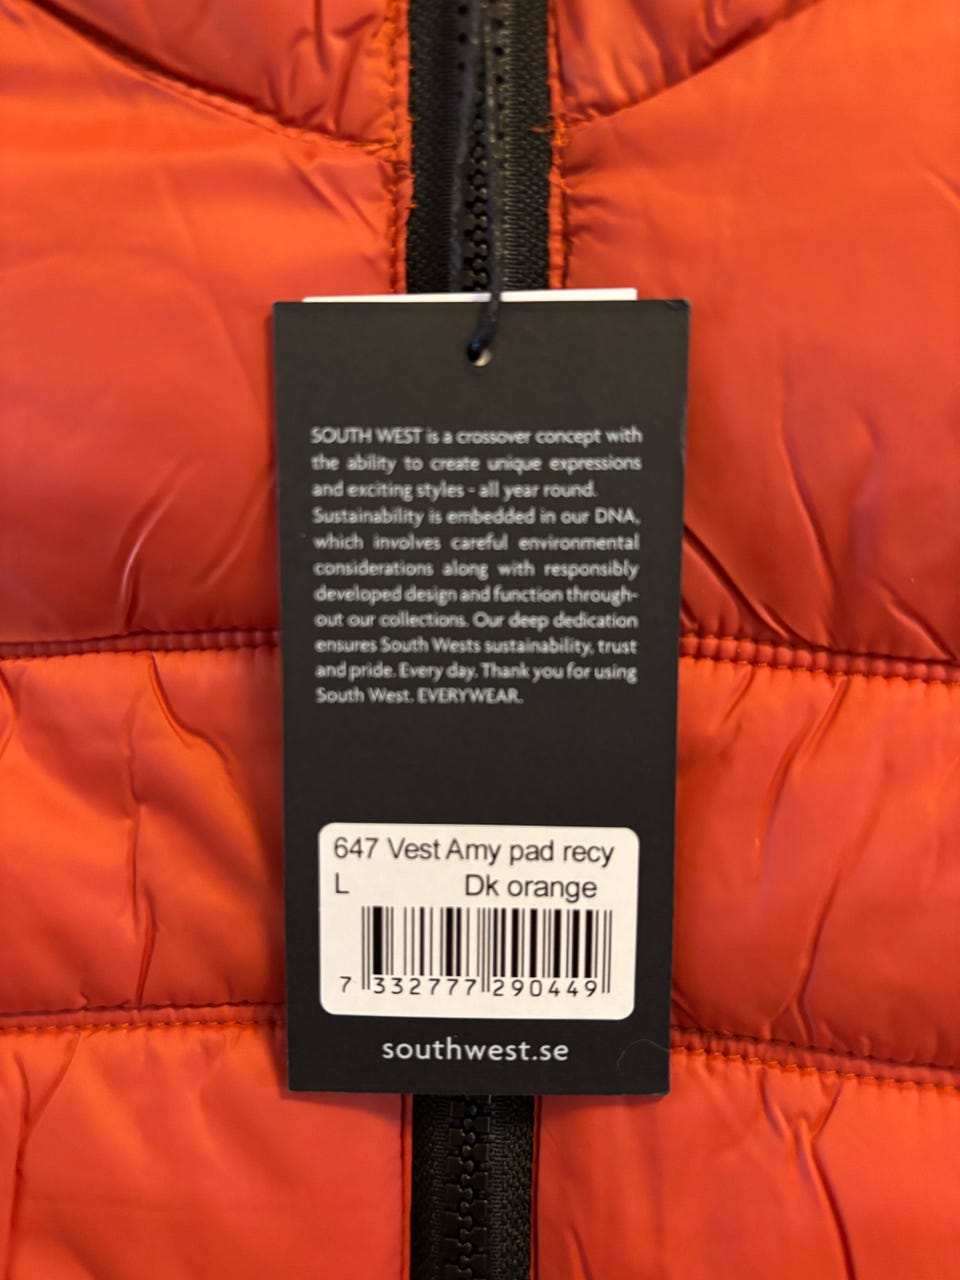 SOUTH WEST is a crossover concept with
the ability to create unique expressions
and exciting styles - all year round.
Sustainability is embedded in our DNA,
which involves careful environmental
considerations along with responsibly
developed design and function through-
out our collections. Our deep dedication
ensures South Wests sustainability, trust
and pride. Every day. Thank you for using
South West. EVERYWEAR.
647 Vest Amy pad recy
L Dk orange
7 332777 290449
southwest.se